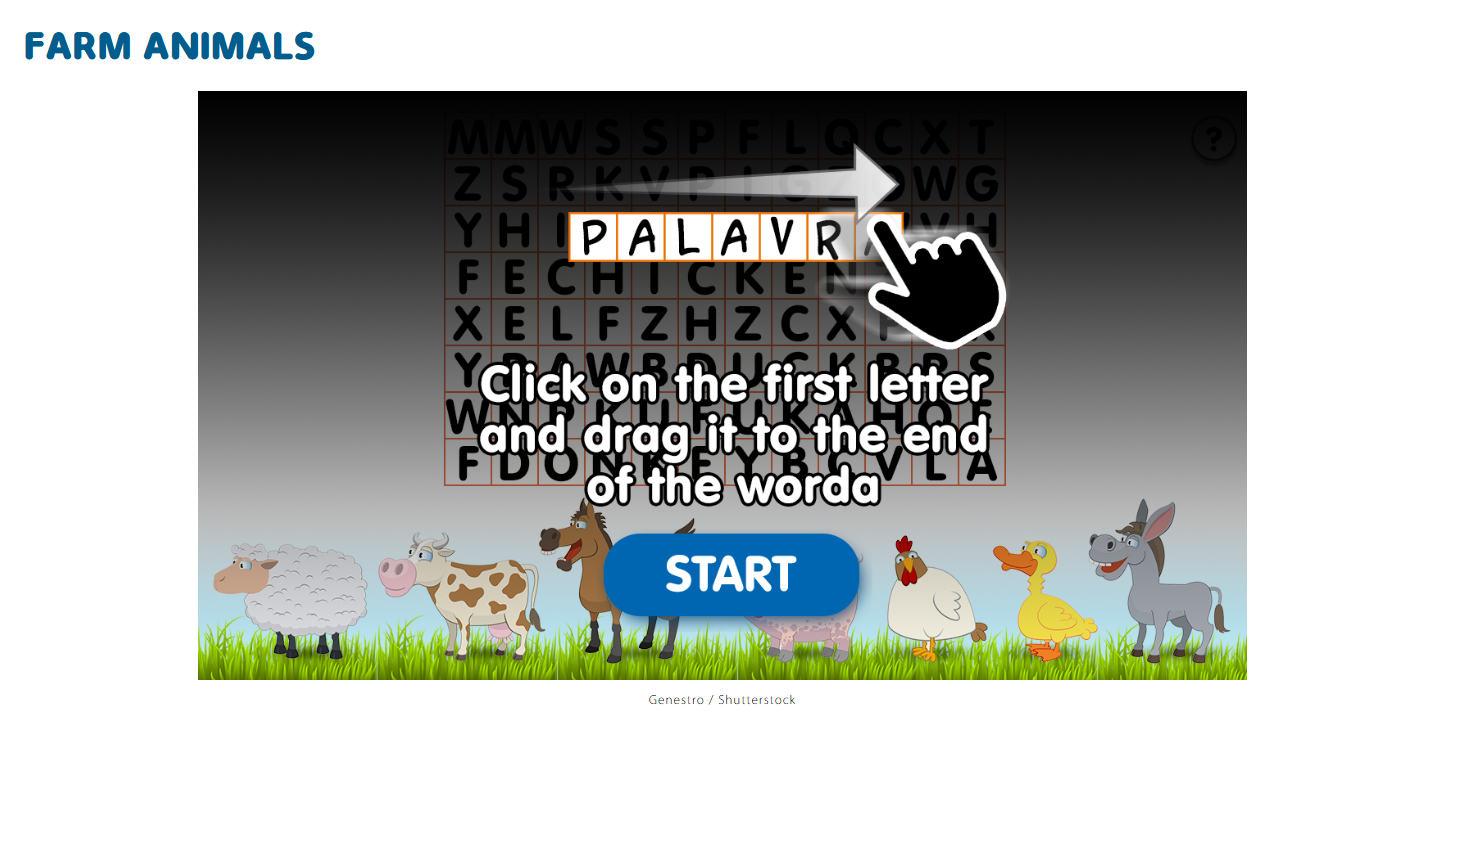 FARM ANIMALS
M M W S S P F L Q C X T
Z S R K V P I G Z O W G
?
Y H I V H
P A L A V R A
F E C H I C K E N
X E L F Z H Z C X F X
Y R A W B D U C K B R S
Click on the first letter
W N R K U F U K A H O E
and drag it to the end
F D O N K E Y B C V L A
of the worda
START
Genestro / Shutterstock